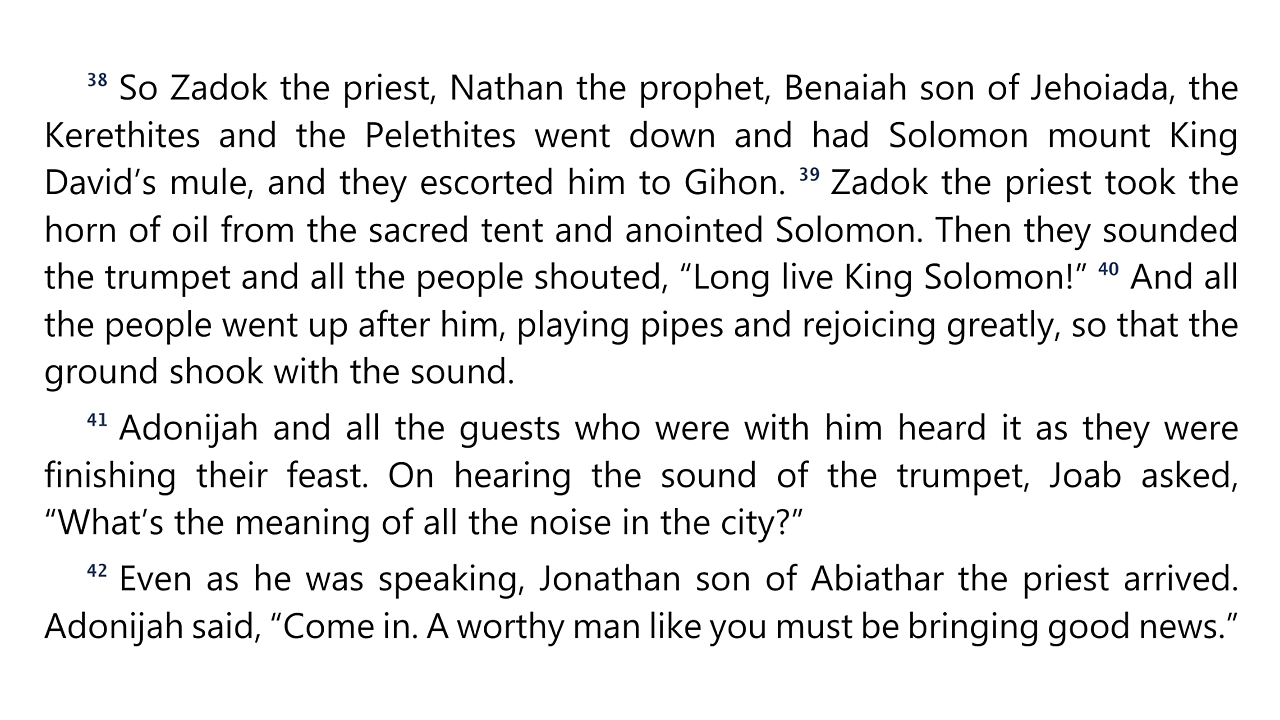 38 So Zadok the priest, Nathan the prophet, Benaiah son of Jehoiada, the
Kerethites and the Pelethites went down and had Solomon mount King
David’s mule, and they escorted him to Gihon. 39 Zadok the priest took the
horn of oil from the sacred tent and anointed Solomon. Then they sounded
the trumpet and all the people shouted, “Long live King Solomon!” 40 And all
the people went up after him, playing pipes and rejoicing greatly, so that the
ground shook with the sound.
41 Adonijah and all the guests who were with him heard it as they were
finishing their feast. On hearing the sound of the trumpet, Joab asked,
“What’s the meaning of all the noise in the city?”
42 Even as he was speaking, Jonathan son of Abiathar the priest arrived.
Adonijah said, “Come in. A worthy man like you must be bringing good news.”